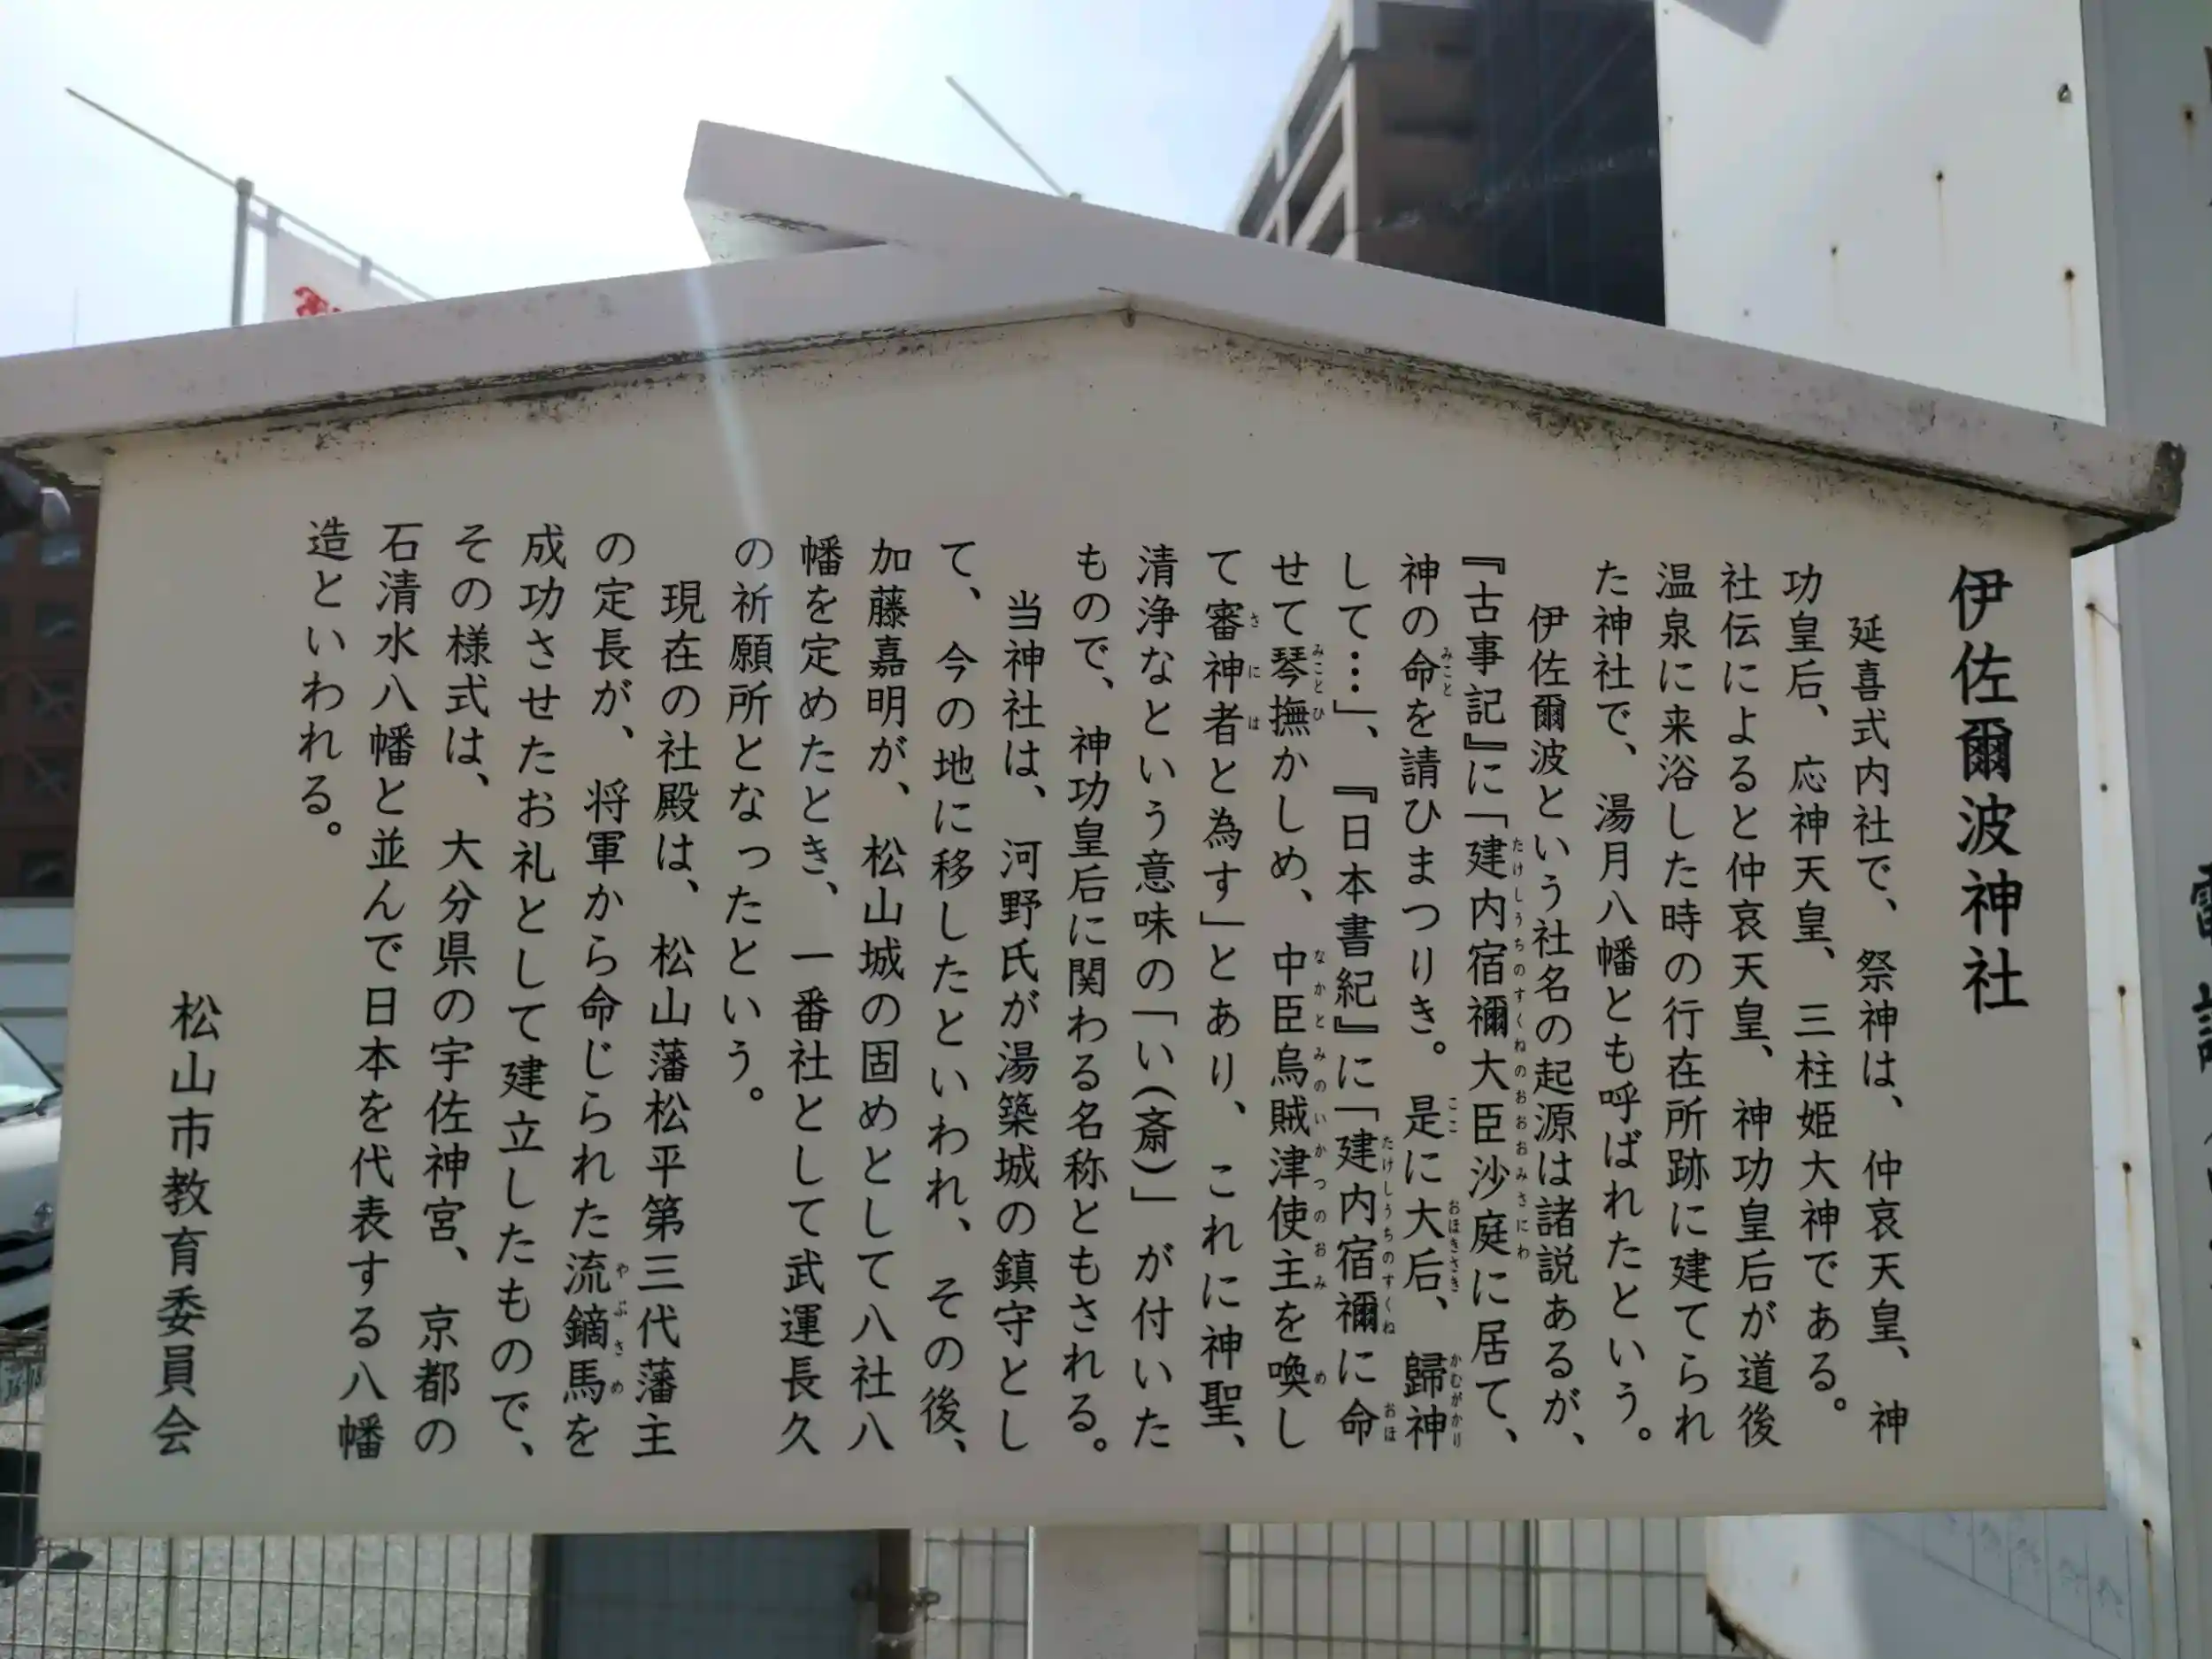 伊佐爾波神社
延喜式内社で、祭神は、仲哀天皇、神
功皇后、応神天皇、三柱姫大神である。
社伝によると仲哀天皇、神功皇后が道後
温泉に来浴した時の行在所跡に建てられ
た神社で、湯月八幡とも呼ばれたという。
伊佐爾波という社名の起源は諸説あるが、
『古事記』に「建内宿禰大臣沙庭に居て、
神の命を請ひまつりき。是に大后、歸神
して…」、『日本書紀』に「建内宿禰に命
せて琴撫かしめ、中臣烏賊津使主を喚し
て審神者と為す」とあり、これに神聖、
清浄なという意味の「い(斎)」が付いた
もので、神功皇后に関わる名称ともされる。
当神社は、河野氏が湯築城の鎮守とし
て、今の地に移したといわれ、その後、
加藤嘉明が、松山城の固めとして八社八
幡を定めたとき、一番社として武運長久
の祈願所となったという。
現在の社殿は、松山藩松平第三代藩主
の定長が、将軍から命じられた流鏑馬を
成功させたお礼として建立したもので、
その様式は、大分県の宇佐神宮、京都の
石清水八幡と並んで日本を代表する八幡
造といわれる。
松山市教育委員会